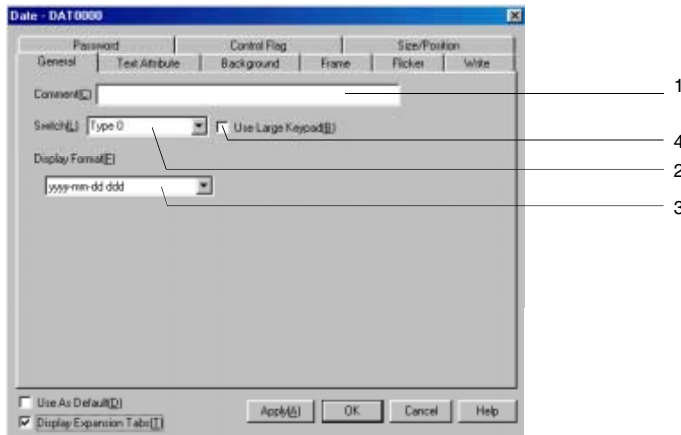 Date - DAT0000
Password Control Flag Size/Position
General Text Attribute Background Frame Flicker Write
Comment(C)
1
Switch(L) Type 0 Use Large Keypad(B)
4
Display Format(F)
2
yyyy-mm-dd ddd
3
Use As Default(D)
Display Expansion Tabs(T)
Apply(A) OK Cancel Help